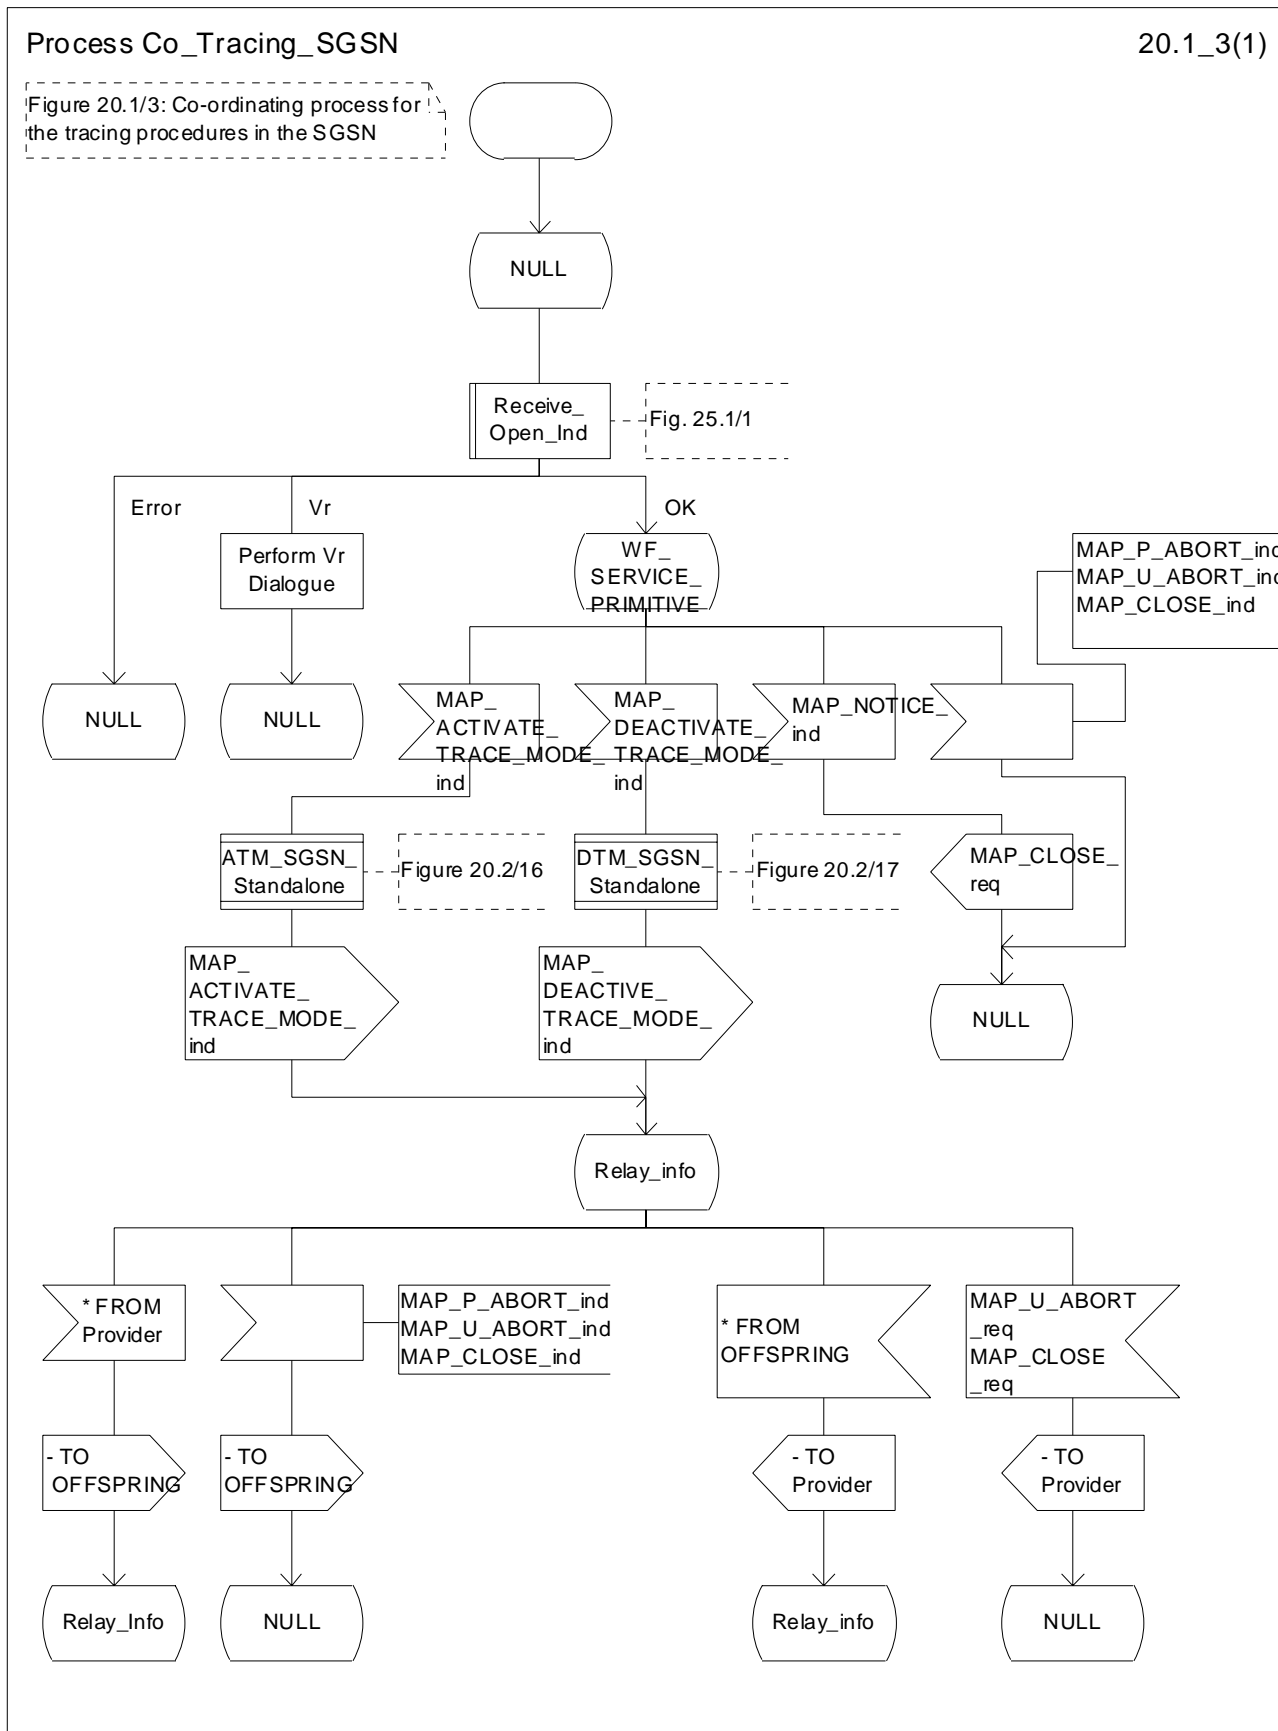 Process Co_Tracing_SGSN
20.1_3(1)
Figure 20.1/3: Co-ordinating process for
the tracing procedures in the SGSN
NULL
Receive_
Open_Ind
Fig. 25.1/1
Error
Vr
OK
Perform Vr
Dialogue
WF_
SERVICE_
PRIMITIVE
MAP_P_ABORT_ind
MAP_U_ABORT_ind
MAP_CLOSE_ind
NULL
NULL
MAP_
ACTIVATE_
TRACE_MODE_
ind
MAP_
DEACTIVATE_
TRACE_MODE_
ind
MAP_NOTICE_
ind
ATM_SGSN_
Standalone
Figure 20.2/16
DTM_SGSN_
Standalone
Figure 20.2/17
MAP_CLOSE_
req
MAP_
ACTIVATE_
TRACE_MODE_
ind
MAP_
DEACTIVE_
TRACE_MODE_
ind
NULL
Relay_info
* FROM
Provider
MAP_P_ABORT_ind
MAP_U_ABORT_ind
MAP_CLOSE_ind
* FROM
OFFSPRING
MAP_U_ABORT
_req
MAP_CLOSE
_req
- TO
OFFSPRING
- TO
OFFSPRING
- TO
Provider
- TO
Provider
Relay_Info
NULL
Relay_info
NULL